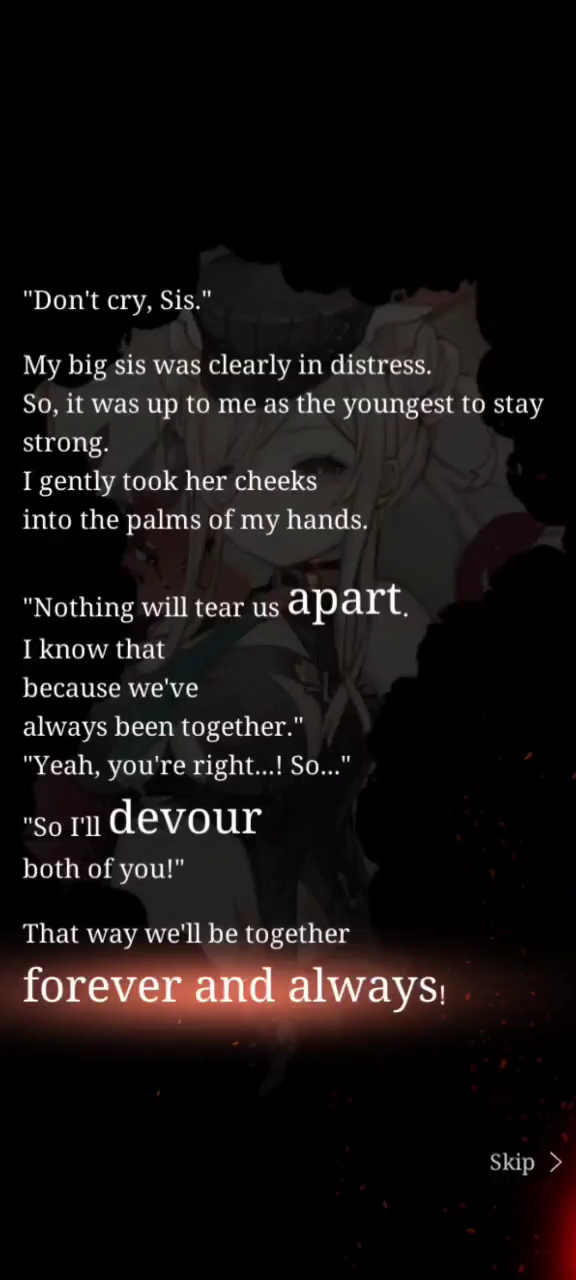 "Don't cry, Sis."
My big sis was clearly in distress.
So, it was up to me as the youngest to stay
strong.
I gently took her cheeks
into the palms of my hands.
"Nothing will tear us apart.
I know that
because we've
always been together."
"Yeah, you're right...! So..."
"So I'll devour
both of you!"
That way we'll be together
forever and always!
Skip